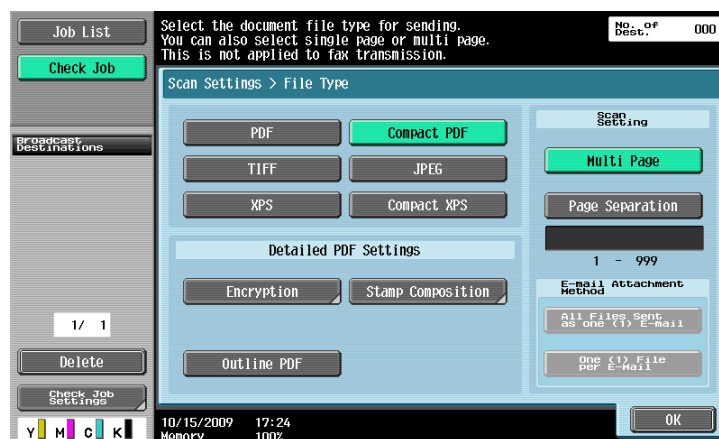 Job List
Check Job
Select the document file type for sending.
You can also select single page or multi page.
This is not applied to fax transmission.
No. of
Dest.
000
Scan Settings > File Type
Broadcast
Destinations
PDF
Compact PDF
TIFF
JPEG
XPS
Compact XPS
Scan
Setting
Multi Page
Page Separation
1 - 999
Detailed PDF Settings
Encryption
Stamp Composition
Outline PDF
E-mail Attachment
Method
All Files Sent
as one (1) E-mail
One (1) File
per E-Mail
1/ 1
Delete
Check Job
Settings
Y M C K
10/15/2009 17:24
Memory 100%
OK